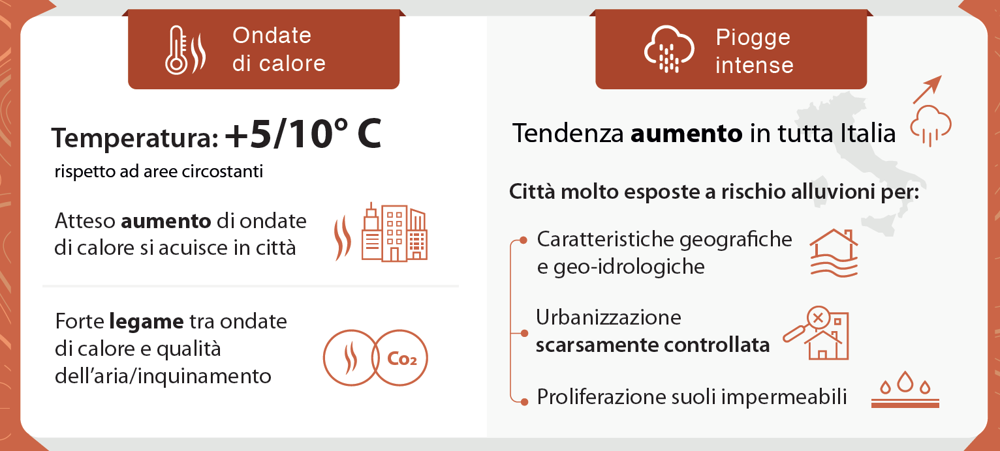 Ondate
di calore
Temperatura: +5/10° C
rispetto ad aree circostanti
Atteso aumento di ondate
di calore si acuisce in città
Forte legame tra ondate
di calore e qualità
dell’aria/inquinamento
Co₂
Piogge
intense
Tendenza aumento in tutta Italia
Città molto esposte a rischio alluvioni per:
Caratteristiche geografiche
e geo-idrologiche
Urbanizzazione
scarsamente controllata
Proliferazione suoli impermeabili